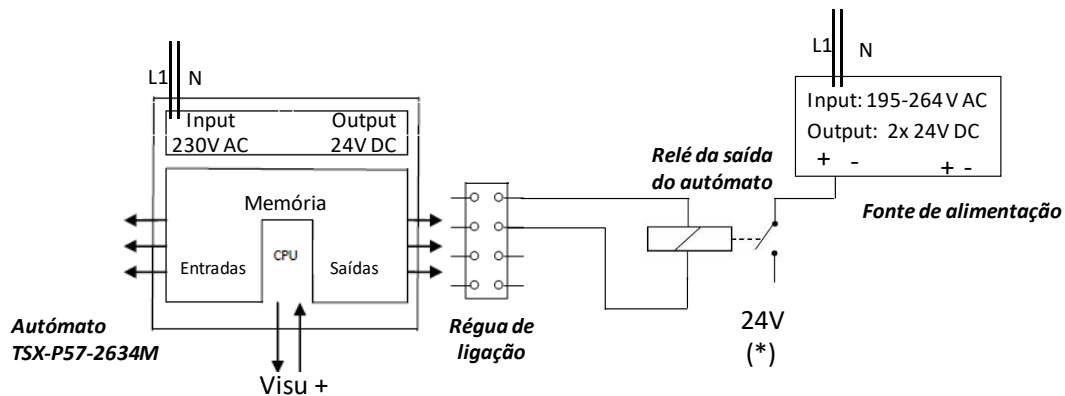 L1 N
Input Output
230V AC 24V DC
Memória
CPU
Entradas Saídas
Autómato
TSX-P57-2634M
Visu +
Régua de
ligação
Relé da saída
do autómato
24V
(*)
L1 N
Input: 195-264 V AC
Output: 2x 24V DC
+ - + -
Fonte de alimentação